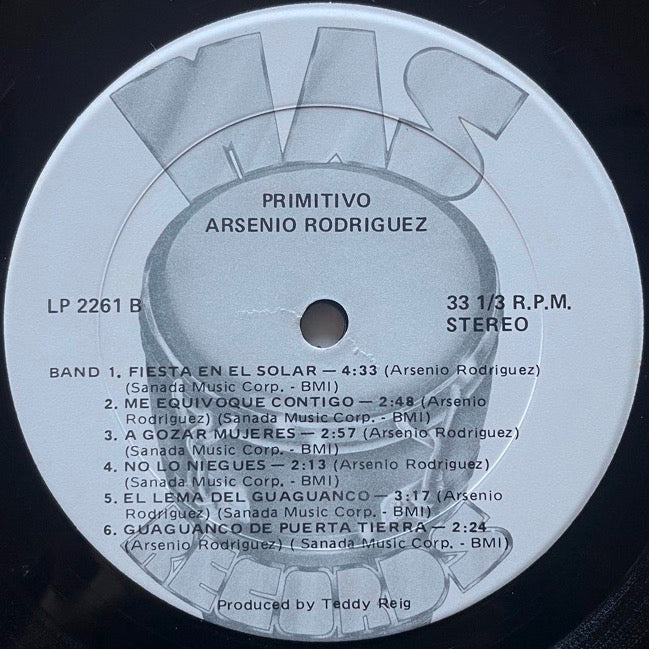 MAS
PRIMITIVO
ARSENIO RODRIGUEZ
LP 2261 B
33 1/3 R.P.M.
STEREO
BAND 1. FIESTA EN EL SOLAR — 4:33 (Arsenio Rodriguez)
(Sanada Music Corp. - BMI)
2. ME EQUIVOQUE CONTIGO — 2:48 (Arsenio
Rodriguez) (Sanada Music Corp. - BMI)
3. A GOZAR MUJERES — 2:57 (Arsenio Rodriguez)
(Sanada Music Corp. - BMI)
4. NO LO NIEGUES — 2:13 (Arsenio Rodriguez)
(Sanada Music Corp. - BMI)
5. EL LEMA DEL GUAGUANCO — 3:17 (Arsenio
Rodriguez) (Sanada Music Corp. - BMI)
6. GUAGUANCO DE PUERTA TIERRA — 2:24
(Arsenio Rodriguez) ( Sanada Music Corp. - BMI)
RECORDS
Produced by Teddy Reig